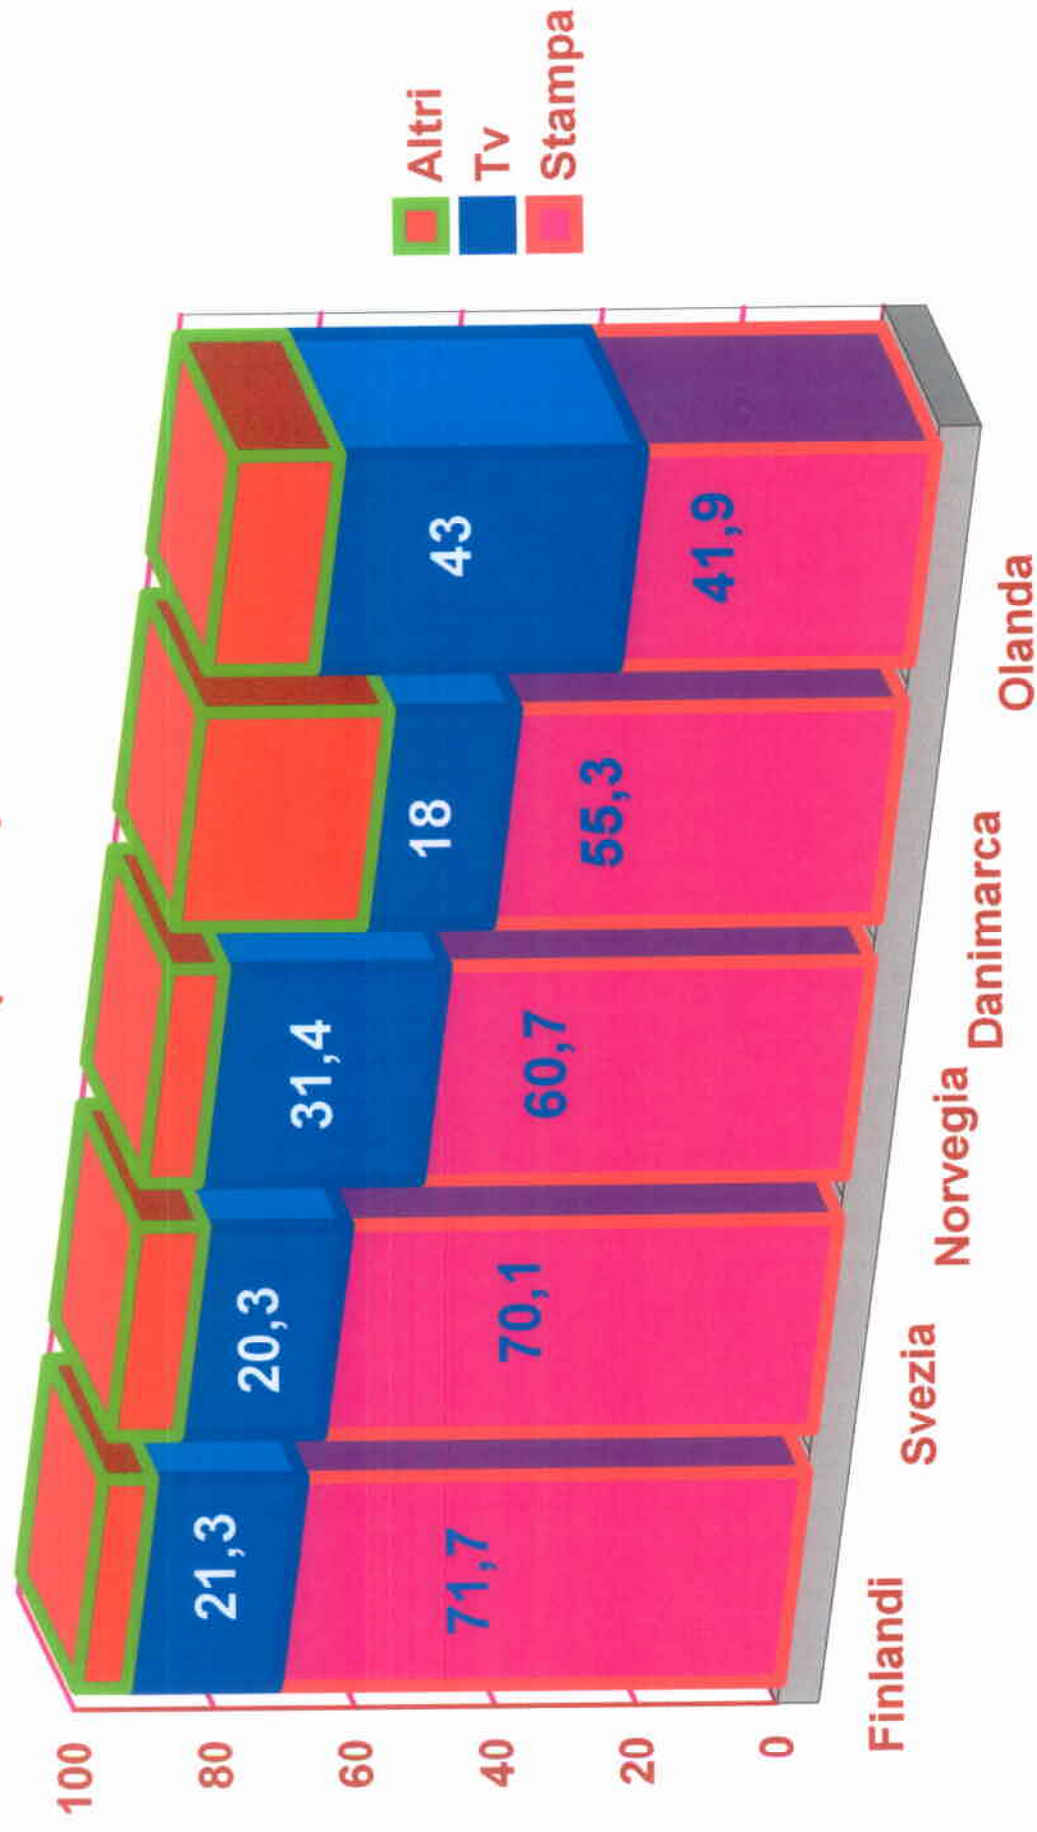 100
80
60
40
20
0
21,3
20,3
31,4
18
43
71,7
70,1
60,7
55,3
41,9
Finlandi
Svezia
Norvegia
Danimarca
Olanda
Altri
Tv
Stampa